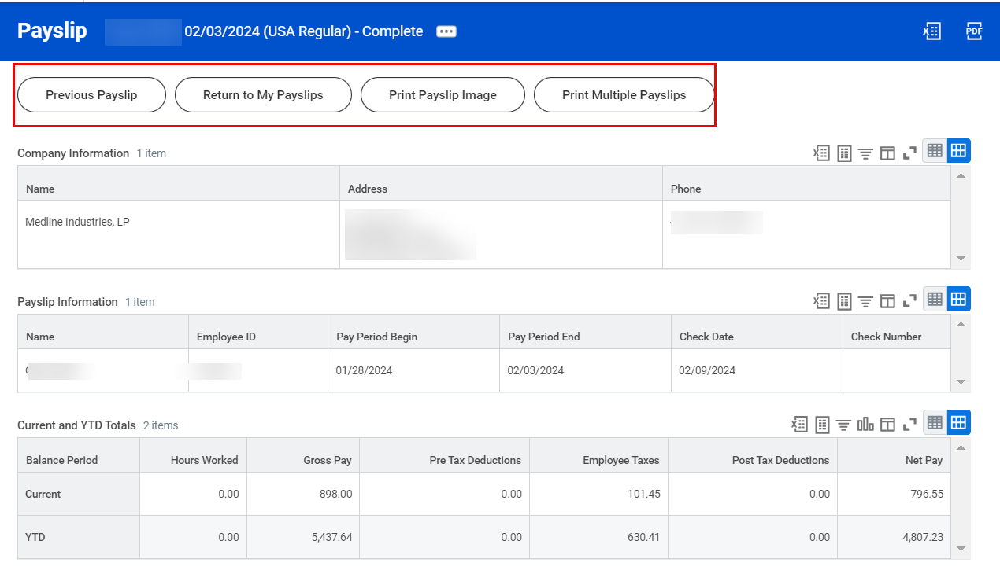 Payslip 02/03/2024 (USA Regular) - Complete
PDF
Previous Payslip Return to My Payslips Print Payslip Image Print Multiple Payslips
Company Information 1 item
Name Address Phone
Medline Industries, LP
Payslip Information 1 item
Name Employee ID Pay Period Begin Pay Period End Check Date Check Number
01/28/2024 02/03/2024 02/09/2024
Current and YTD Totals 2 items
Balance Period Hours Worked Gross Pay Pre Tax Deductions Employee Taxes Post Tax Deductions Net Pay
Current 0.00 898.00 0.00 101.45 0.00 796.55
YTD 0.00 5,437.64 0.00 630.41 0.00 4,807.23